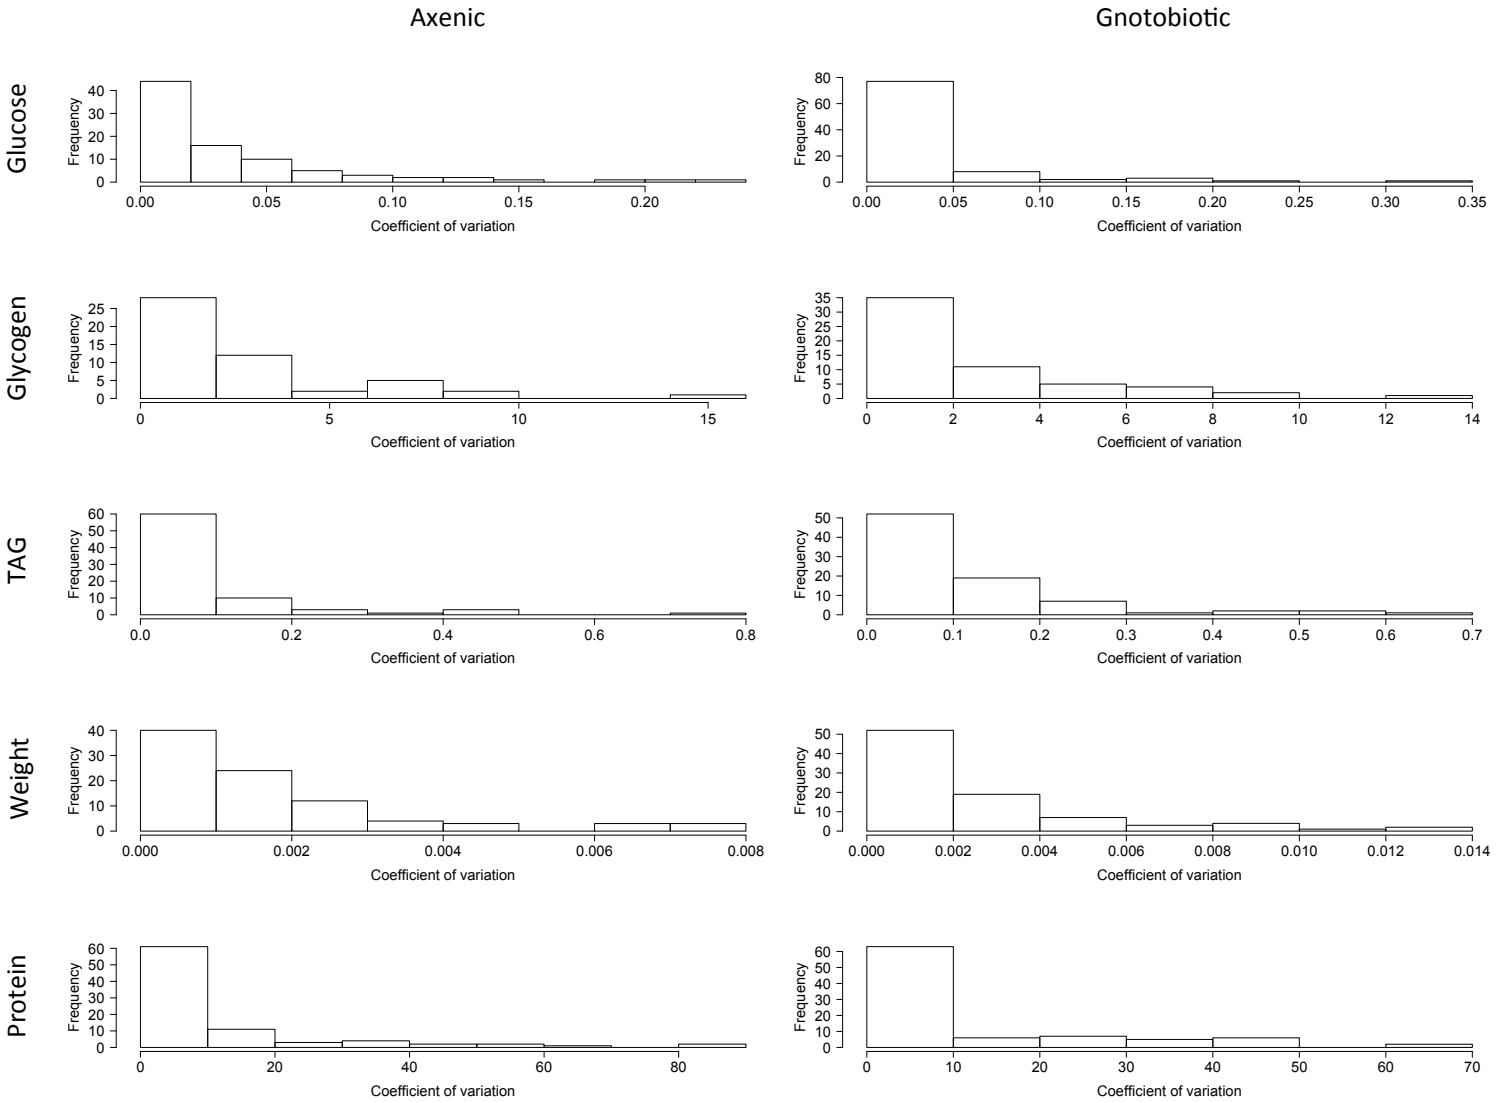 Axenic Gnotobiotic
Glucose
Frequency
0 10 20 30 40
0.00 0.05 0.10 0.15 0.20
Coefficient of variation
Frequency
0 20 40 60 80
0.00 0.05 0.10 0.15 0.20 0.25 0.30 0.35
Coefficient of variation
Glycogen
Frequency
0 5 10 15 20 25
0 5 10 15
Coefficient of variation
Frequency
0 5 10 15 20 25 30 35
0 2 4 6 8 10 12 14
Coefficient of variation
TAG
Frequency
0 10 20 30 40 50 60
0.0 0.2 0.4 0.6 0.8
Coefficient of variation
Frequency
0 10 20 30 40 50
0.0 0.1 0.2 0.3 0.4 0.5 0.6 0.7
Coefficient of variation
Weight
Frequency
0 10 20 30 40
0.000 0.002 0.004 0.006 0.008
Coefficient of variation
Frequency
0 10 20 30 40 50
0.000 0.002 0.004 0.006 0.008 0.010 0.012 0.014
Coefficient of variation
Protein
Frequency
0 10 20 30 40 50 60
0 20 40 60 80
Coefficient of variation
Frequency
0 10 20 30 40 50 60
0 10 20 30 40 50 60 70
Coefficient of variation